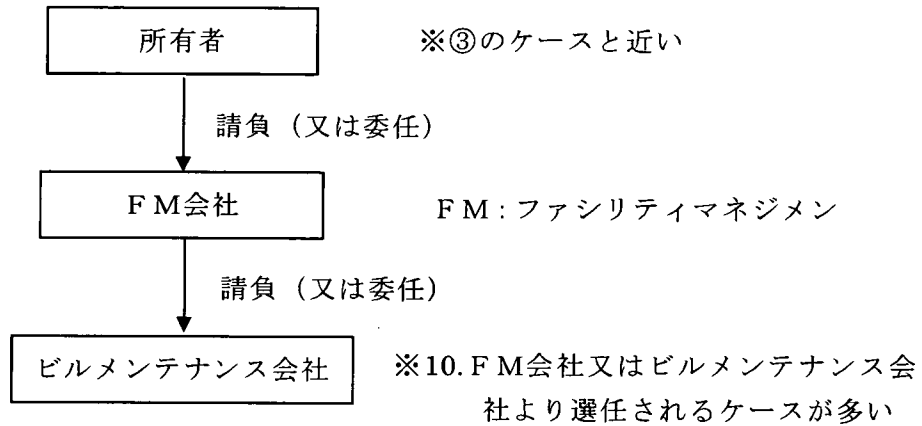 所有者
※③のケースと近い
請負（又は委任）
ＦＭ会社
ＦＭ：ファシリティマネジメン
請負（又は委任）
ビルメンテナンス会社
※10.ＦＭ会社又はビルメンテナンス会
社より選任されるケースが多い